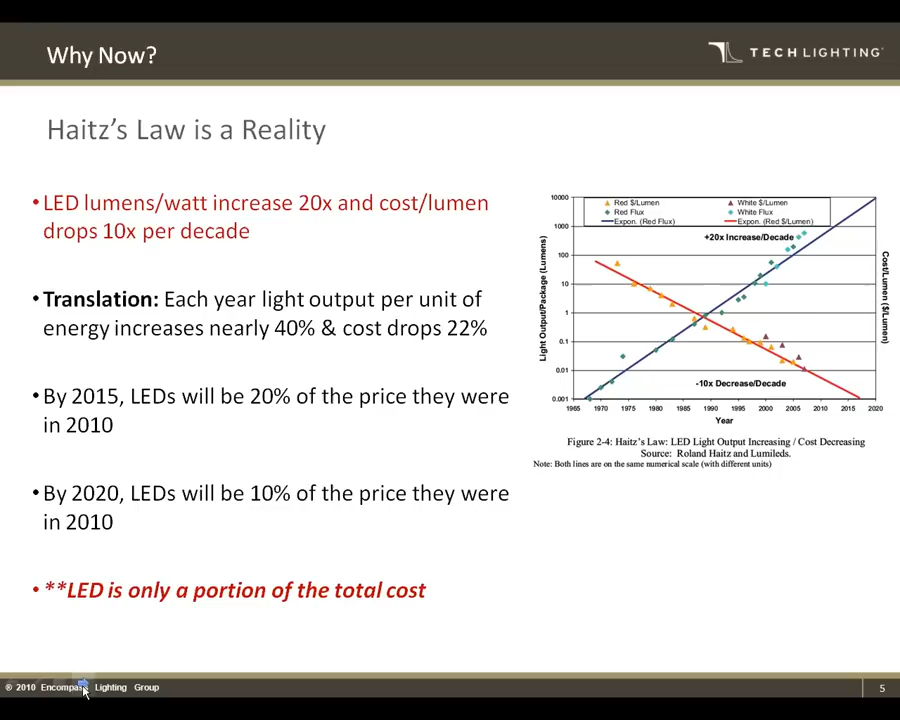 Why Now?
TECH LIGHTING
Haitz's Law is a Reality
•LED lumens/watt increase 20x and cost/lumen
drops 10x per decade
•Translation: Each year light output per unit of
energy increases nearly 40% & cost drops 22%
•By 2015, LEDs will be 20% of the price they were
in 2010
•By 2020, LEDs will be 10% of the price they were
in 2010
•**LED is only a portion of the total cost
Red $/Lumen White $/Lumen
Red Flux White Flux
Expon. (Red Flux) Expon. (Red $/Lumen)
+20x Increase/Decade
-10x Decrease/Decade
Light Output/Package (Lumens)
10000
1000
100
10
1
0.1
0.01
0.001
Cost/Lumen ($/Lumen)
1965 1970 1975 1980 1985 1990 1995 2000 2005 2010 2015 2020
Year
Figure 2-4: Haitz's Law: LED Light Output Increasing / Cost Decreasing
Source: Roland Haitz and Lumileds.
Note: Both lines are on the same numerical scale (with different units)
® 2010 Encompass Lighting Group
5